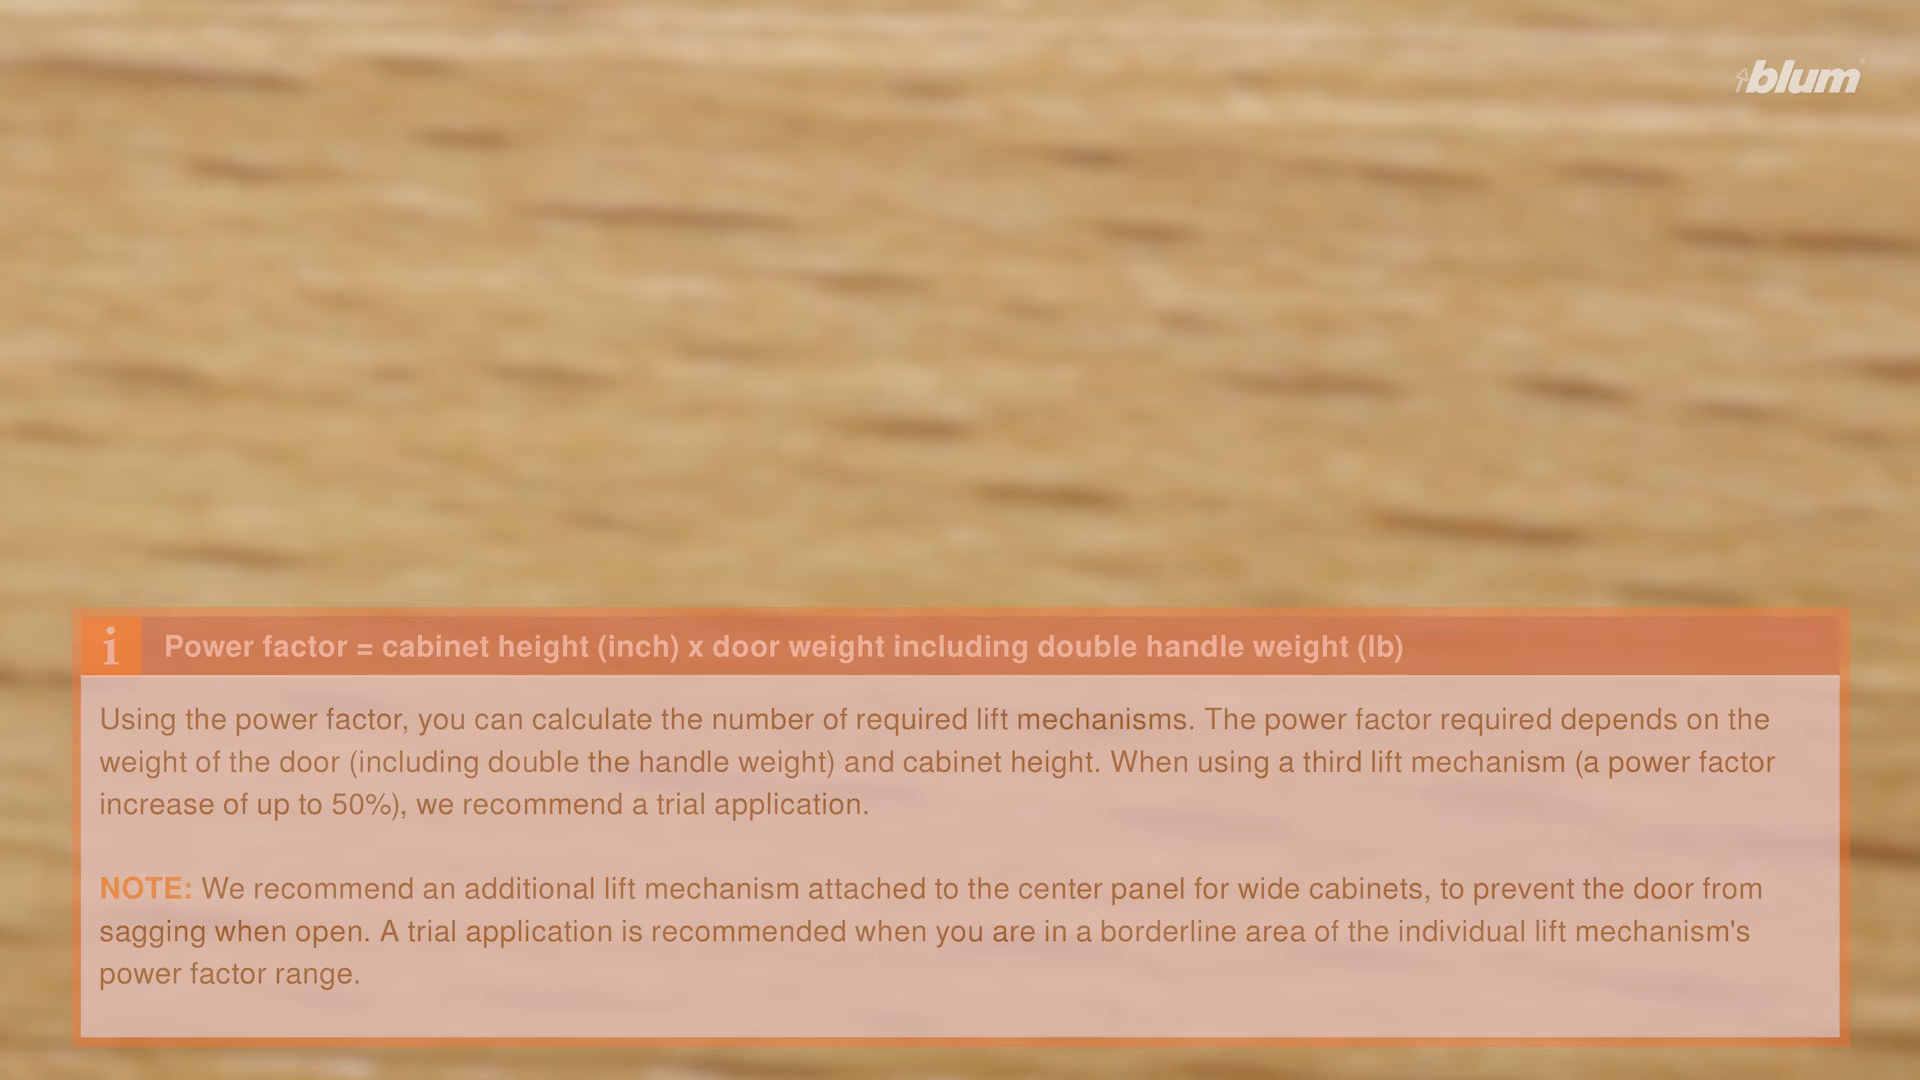 blum
i Power factor = cabinet height (inch) x door weight including double handle weight (lb)
Using the power factor, you can calculate the number of required lift mechanisms. The power factor required depends on the
weight of the door (including double the handle weight) and cabinet height. When using a third lift mechanism (a power factor
increase of up to 50%), we recommend a trial application.
NOTE: We recommend an additional lift mechanism attached to the center panel for wide cabinets, to prevent the door from
sagging when open. A trial application is recommended when you are in a borderline area of the individual lift mechanism's
power factor range.